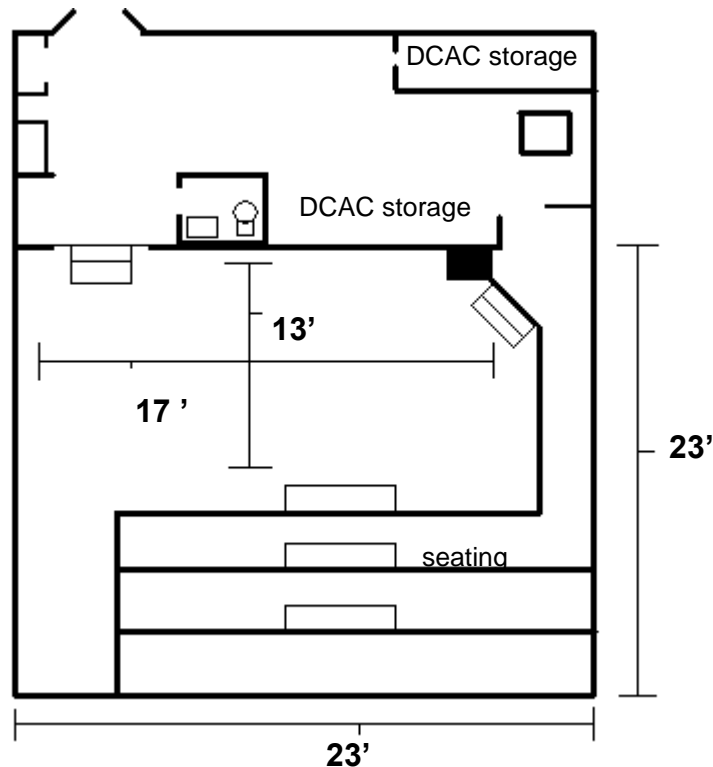 DCAC storage
DCAC storage
13’
17 ’
23’
seating
23’